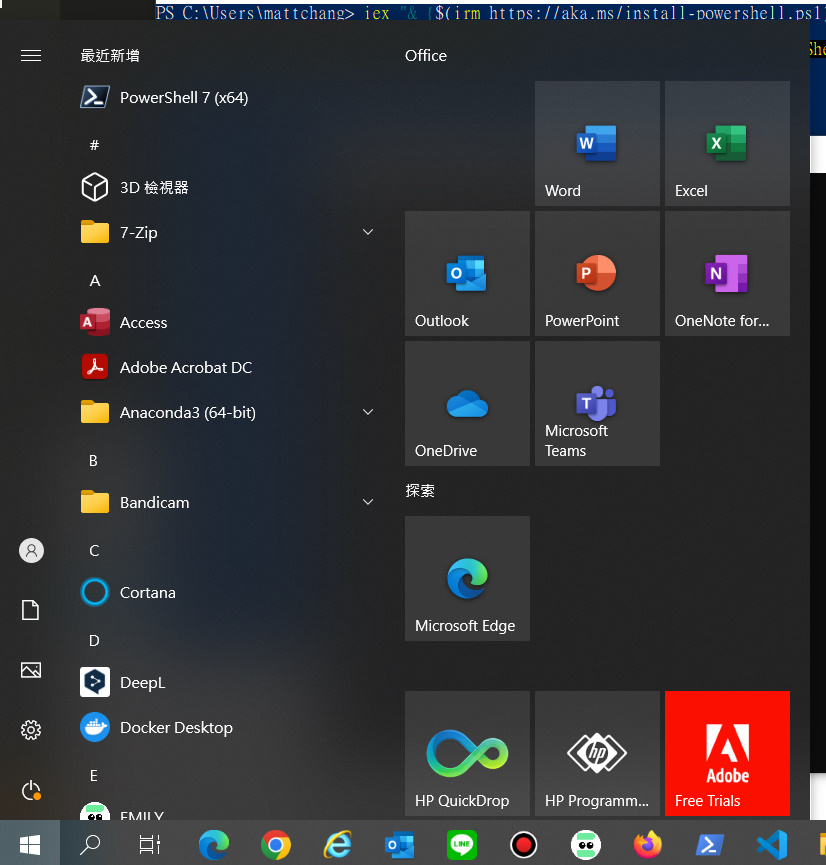 PS C:\Users\mattchang> iex "& {$(irm https://aka.ms/install-powershell.ps1)
最近新增
PowerShell 7 (x64)
#
3D 檢視器
7-Zip
A
Access
Adobe Acrobat DC
Anaconda3 (64-bit)
B
Bandicam
C
Cortana
D
DeepL
Docker Desktop
E
EMILY
Office
Word
Excel
Outlook
PowerPoint
OneNote for...
OneDrive
Microsoft
Teams
探索
Microsoft Edge
HP QuickDrop
HP Programm...
Adobe
Free Trials